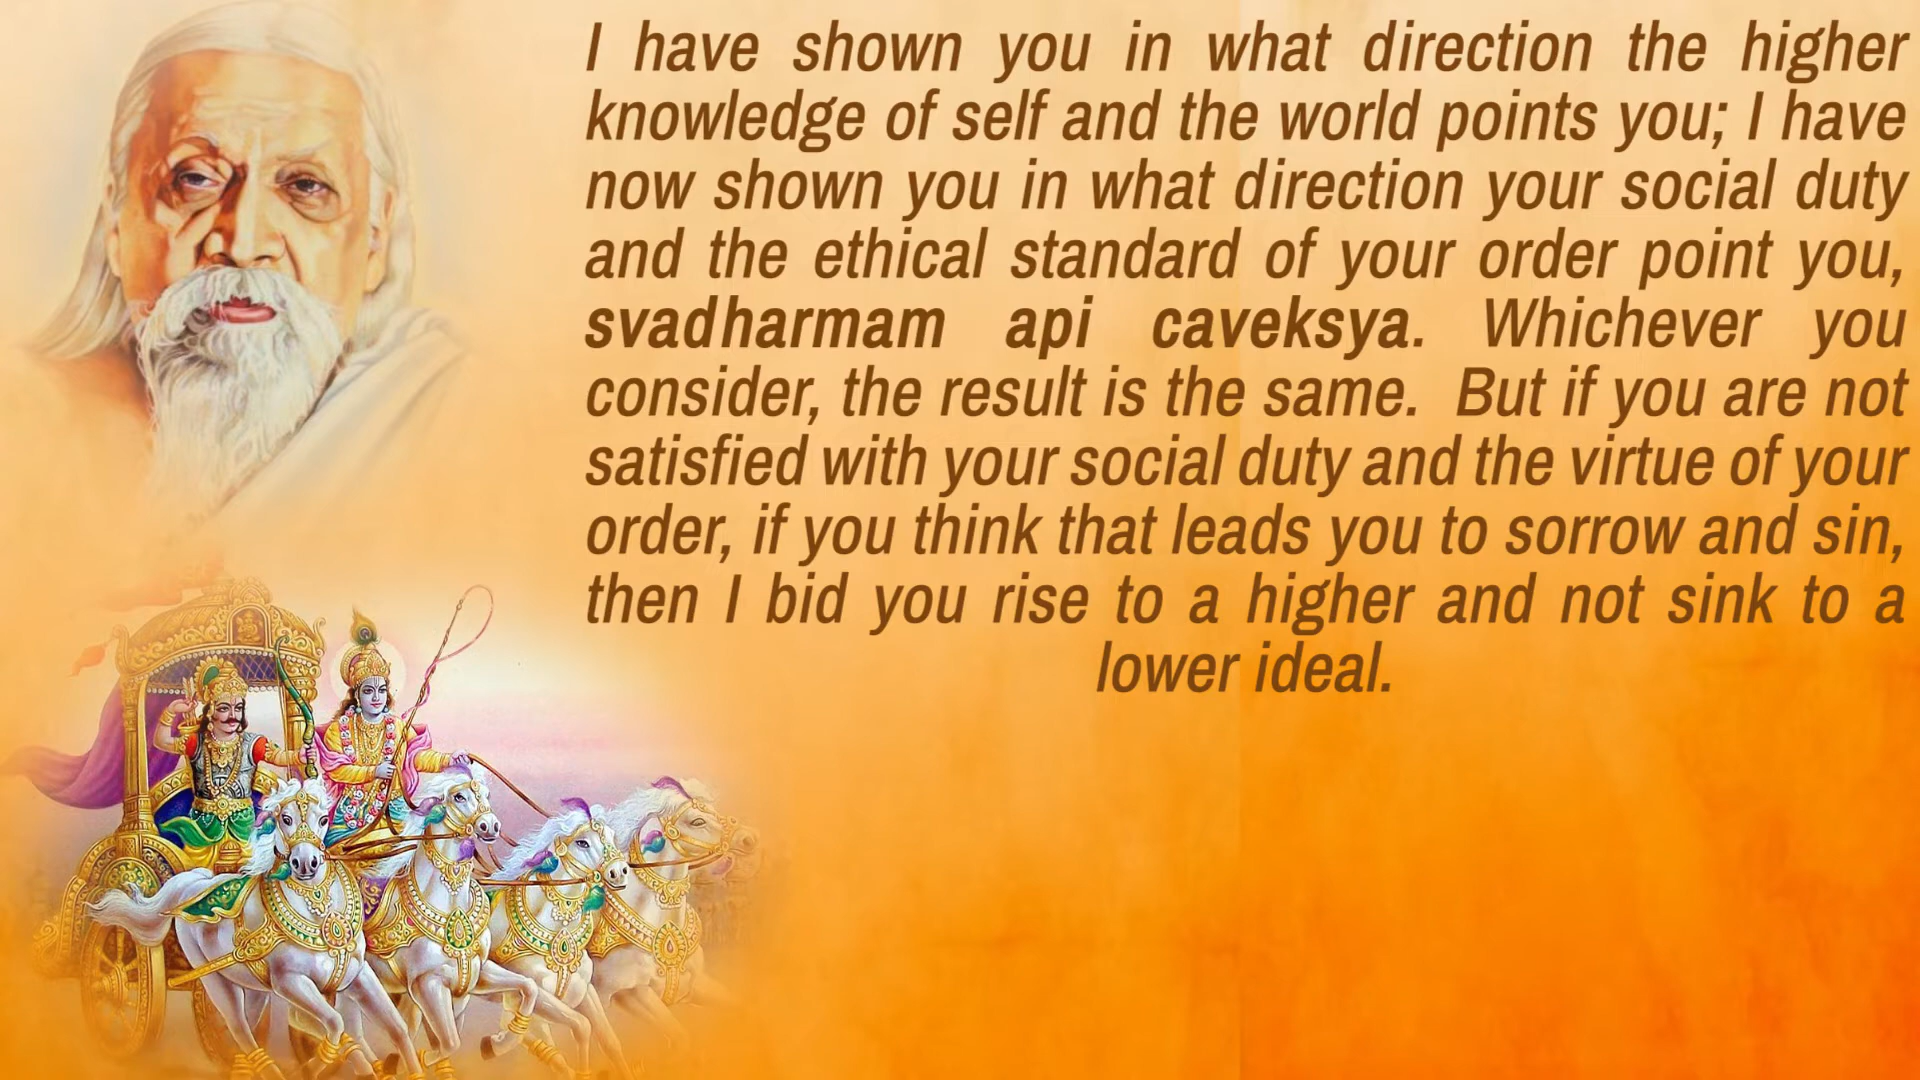 I have shown you in what direction the higher
knowledge of self and the world points you; I have
now shown you in what direction your social duty
and the ethical standard of your order point you,
svadharmam api caveksya. Whichever you
consider, the result is the same. But if you are not
satisfied with your social duty and the virtue of your
order, if you think that leads you to sorrow and sin,
then I bid you rise to a higher and not sink to a
lower ideal.